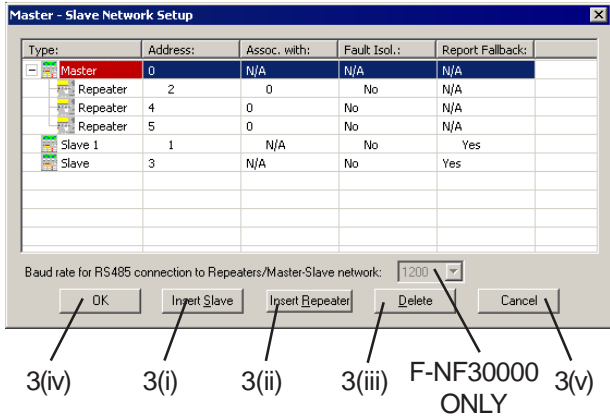 Master - Slave Network Setup
Type: Address: Assoc. with: Fault Isol.: Report Fallback:
Master 0 N/A N/A N/A
Repeater 2 0 No N/A
Repeater 4 0 No N/A
Repeater 5 0 No N/A
Slave 1 1 N/A No Yes
Slave 3 N/A No Yes
Baud rate for RS485 connection to Repeaters/Master-Slave network: 1200
OK Insert Slave Insert Repeater Delete Cancel
3(iv) 3(i) 3(ii) 3(iii) F-NF30000 3(v)
ONLY